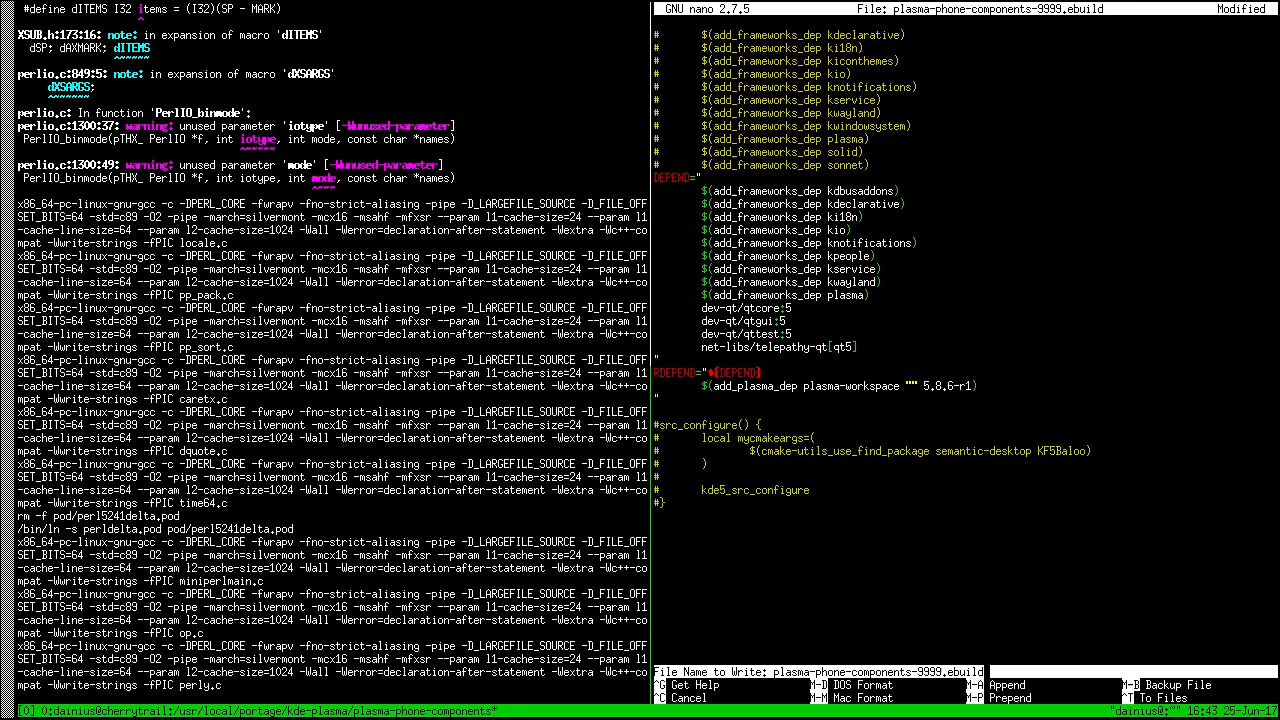 #define dITEMS I32 items = (I32)(SP - MARK)
^
XSUB.h:173:16: note: in expansion of macro 'dITEMS'
dSP; dAXMARK; dITEMS
^~~~~~
perlio.c:849:5: note: in expansion of macro 'dXSARGS'
dXSARGS;
^~~~~~~
perlio.c: In function 'PerlIO_binmode':
perlio.c:1300:37: warning: unused parameter 'iotype' [-Wunused-parameter]
PerlIO_binmode(pTHX_ PerlIO *f, int iotype, int mode, const char *names)
^~~~~~
perlio.c:1300:49: warning: unused parameter 'mode' [-Wunused-parameter]
PerlIO_binmode(pTHX_ PerlIO *f, int iotype, int mode, const char *names)
^~~~
x86_64-pc-linux-gnu-gcc -c -DPERL_CORE -fwrapv -fno-strict-aliasing -pipe -D_LARGEFILE_SOURCE -D_FILE_OFF
SET_BITS=64 -std=c89 -O2 -pipe -march=silvermont -mcx16 -msahf -mfxsr --param l1-cache-size=24 --param l1
-cache-line-size=64 --param l2-cache-size=1024 -Wall -Werror=declaration-after-statement -Wextra -Wc++-co
mpat -Wwrite-strings -fPIC locale.c
x86_64-pc-linux-gnu-gcc -c -DPERL_CORE -fwrapv -fno-strict-aliasing -pipe -D_LARGEFILE_SOURCE -D_FILE_OFF
SET_BITS=64 -std=c89 -O2 -pipe -march=silvermont -mcx16 -msahf -mfxsr --param l1-cache-size=24 --param l1
-cache-line-size=64 --param l2-cache-size=1024 -Wall -Werror=declaration-after-statement -Wextra -Wc++-co
mpat -Wwrite-strings -fPIC pp_pack.c
x86_64-pc-linux-gnu-gcc -c -DPERL_CORE -fwrapv -fno-strict-aliasing -pipe -D_LARGEFILE_SOURCE -D_FILE_OFF
SET_BITS=64 -std=c89 -O2 -pipe -march=silvermont -mcx16 -msahf -mfxsr --param l1-cache-size=24 --param l1
-cache-line-size=64 --param l2-cache-size=1024 -Wall -Werror=declaration-after-statement -Wextra -Wc++-co
mpat -Wwrite-strings -fPIC pp_sort.c
x86_64-pc-linux-gnu-gcc -c -DPERL_CORE -fwrapv -fno-strict-aliasing -pipe -D_LARGEFILE_SOURCE -D_FILE_OFF
SET_BITS=64 -std=c89 -O2 -pipe -march=silvermont -mcx16 -msahf -mfxsr --param l1-cache-size=24 --param l1
-cache-line-size=64 --param l2-cache-size=1024 -Wall -Werror=declaration-after-statement -Wextra -Wc++-co
mpat -Wwrite-strings -fPIC caretx.c
x86_64-pc-linux-gnu-gcc -c -DPERL_CORE -fwrapv -fno-strict-aliasing -pipe -D_LARGEFILE_SOURCE -D_FILE_OFF
SET_BITS=64 -std=c89 -O2 -pipe -march=silvermont -mcx16 -msahf -mfxsr --param l1-cache-size=24 --param l1
-cache-line-size=64 --param l2-cache-size=1024 -Wall -Werror=declaration-after-statement -Wextra -Wc++-co
mpat -Wwrite-strings -fPIC dquote.c
x86_64-pc-linux-gnu-gcc -c -DPERL_CORE -fwrapv -fno-strict-aliasing -pipe -D_LARGEFILE_SOURCE -D_FILE_OFF
SET_BITS=64 -std=c89 -O2 -pipe -march=silvermont -mcx16 -msahf -mfxsr --param l1-cache-size=24 --param l1
-cache-line-size=64 --param l2-cache-size=1024 -Wall -Werror=declaration-after-statement -Wextra -Wc++-co
mpat -Wwrite-strings -fPIC time64.c
rm -f pod/perl5241delta.pod
/bin/ln -s perldelta.pod pod/perl5241delta.pod
x86_64-pc-linux-gnu-gcc -c -DPERL_CORE -fwrapv -fno-strict-aliasing -pipe -D_LARGEFILE_SOURCE -D_FILE_OFF
SET_BITS=64 -std=c89 -O2 -pipe -march=silvermont -mcx16 -msahf -mfxsr --param l1-cache-size=24 --param l1
-cache-line-size=64 --param l2-cache-size=1024 -Wall -Werror=declaration-after-statement -Wextra -Wc++-co
mpat -Wwrite-strings -fPIC miniperlmain.c
x86_64-pc-linux-gnu-gcc -c -DPERL_CORE -fwrapv -fno-strict-aliasing -pipe -D_LARGEFILE_SOURCE -D_FILE_OFF
SET_BITS=64 -std=c89 -O2 -pipe -march=silvermont -mcx16 -msahf -mfxsr --param l1-cache-size=24 --param l1
-cache-line-size=64 --param l2-cache-size=1024 -Wall -Werror=declaration-after-statement -Wextra -Wc++-co
mpat -Wwrite-strings -fPIC op.c
x86_64-pc-linux-gnu-gcc -c -DPERL_CORE -fwrapv -fno-strict-aliasing -pipe -D_LARGEFILE_SOURCE -D_FILE_OFF
SET_BITS=64 -std=c89 -O2 -pipe -march=silvermont -mcx16 -msahf -mfxsr --param l1-cache-size=24 --param l1
-cache-line-size=64 --param l2-cache-size=1024 -Wall -Werror=declaration-after-statement -Wextra -Wc++-co
mpat -Wwrite-strings -fPIC perly.c
GNU nano 2.7.5 File: plasma-phone-components-9999.ebuild Modified
# $(add_frameworks_dep kdeclarative)
# $(add_frameworks_dep ki18n)
# $(add_frameworks_dep kiconthemes)
# $(add_frameworks_dep kio)
# $(add_frameworks_dep knotifications)
# $(add_frameworks_dep kservice)
# $(add_frameworks_dep kwayland)
# $(add_frameworks_dep kwindowsystem)
# $(add_frameworks_dep plasma)
# $(add_frameworks_dep solid)
# $(add_frameworks_dep sonnet)
DEPEND="
$(add_frameworks_dep kdbusaddons)
$(add_frameworks_dep kdeclarative)
$(add_frameworks_dep ki18n)
$(add_frameworks_dep kio)
$(add_frameworks_dep knotifications)
$(add_frameworks_dep kpeople)
$(add_frameworks_dep kservice)
$(add_frameworks_dep kwayland)
$(add_frameworks_dep plasma)
dev-qt/qtcore:5
dev-qt/qtgui:5
dev-qt/qttest:5
net-libs/telepathy-qt[qt5]
"
RDEPEND="${DEPEND}
$(add_plasma_dep plasma-workspace "" 5.8.6-r1)
"
#src_configure() {
# local mycmakeargs=(
# $(cmake-utils_use_find_package semantic-desktop KF5Baloo)
# )
#
# kde5_src_configure
#}
File Name to Write: plasma-phone-components-9999.ebuild
^G Get Help M-D DOS Format M-A Append M-B Backup File
^C Cancel M-M Mac Format M-P Prepend ^T To Files
[0] 0:dainius@cherrytrail:/usr/local/portage/kde-plasma/plasma-phone-components* "dainius@:~" 16:43 25-Jun-17